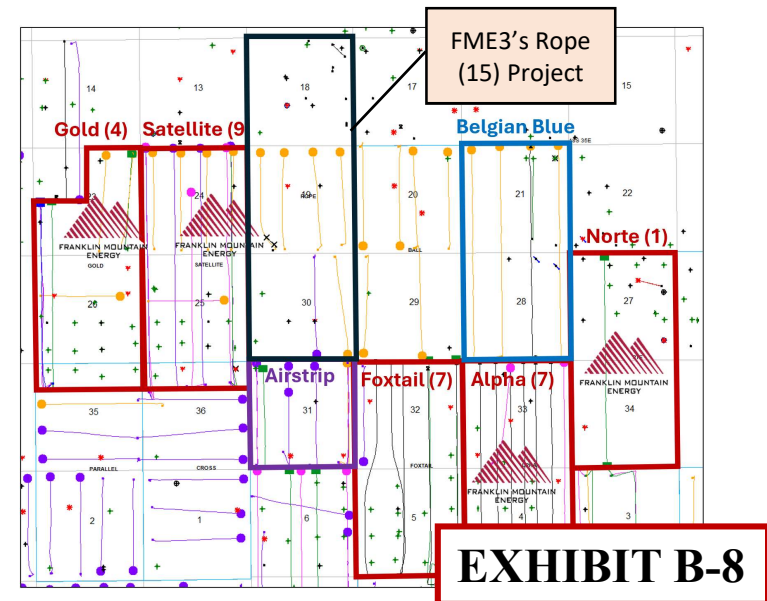 FME3's Rope
(15) Project
14
13
18
17
15
Gold (4)
Satellite (9
Belgian Blue
24
ROPE
20
21
22
Norte (1)
FRANKLIN MOUNTAIN
ENERGY
GOLD
FRANKLIN MOUNTAIN
ENERGY
SATELLITE
BALL
25
30
29
28
27
FRANKLIN MOUNTAIN
ENERGY
Airstrip
Foxtail (7)
Alpha (7)
35
36
31
32
33
34
PARALLEL
CROSS
FOXTAIL
FRANKLIN MOUNTAIN
ENERGY
2
1
6
5
4
3
EXHIBIT B-8